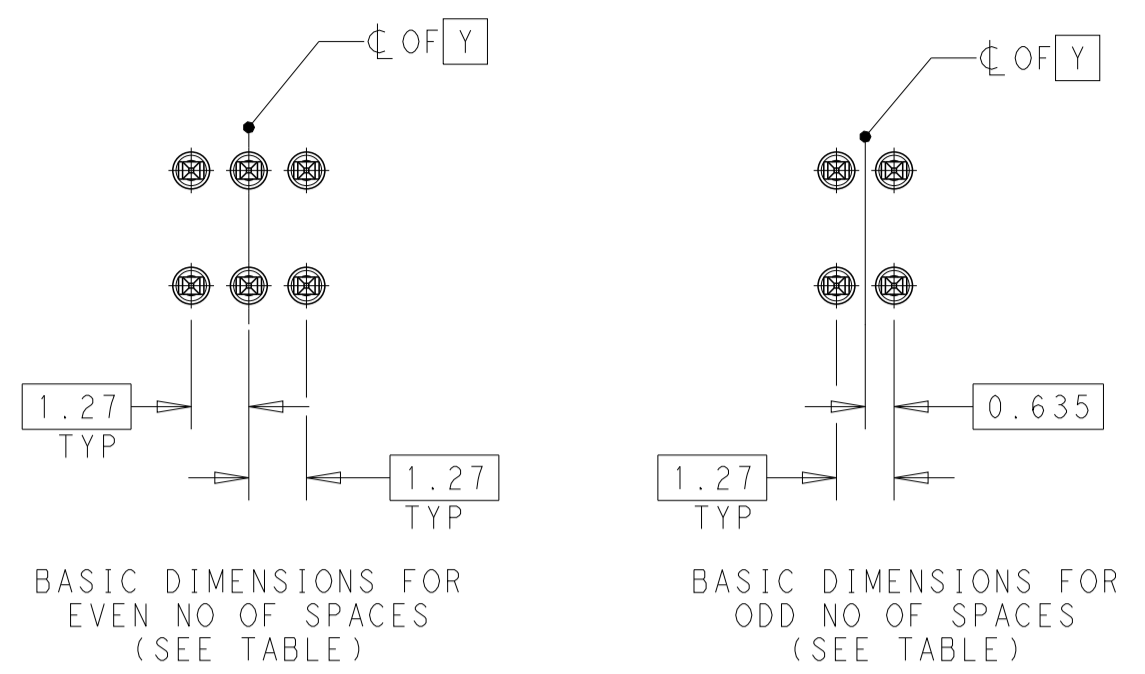 ℄ OF Y
1.27
TYP
1.27
TYP
BASIC DIMENSIONS FOR
EVEN NO OF SPACES
(SEE TABLE)
℄ OF Y
0.635
1.27
TYP
BASIC DIMENSIONS FOR
ODD NO OF SPACES
(SEE TABLE)